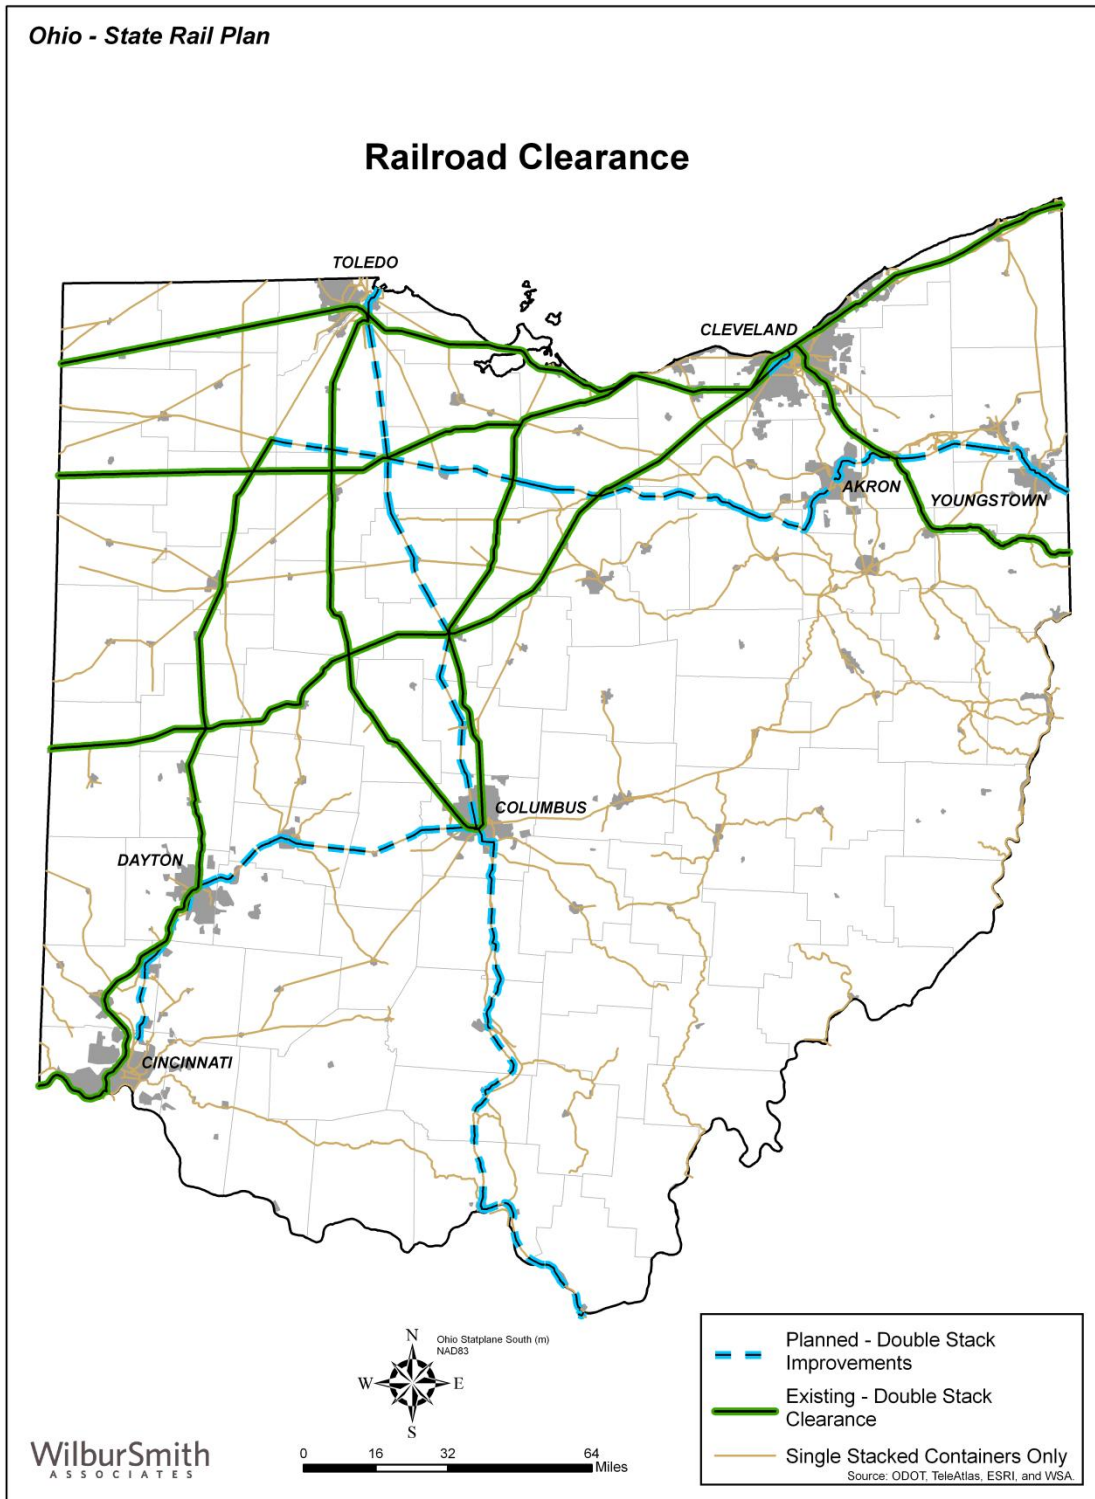 Ohio - State Rail Plan
Railroad Clearance
TOLEDO
CLEVELAND
AKRON
YOUNGSTOWN
COLUMBUS
DAYTON
CINCINNATI
N
W E
S
Ohio Statplane South (m)
NAD83
0 16 32 64
Miles
WilburSmith
ASSOCIATES
Planned - Double Stack
Improvements
Existing - Double Stack
Clearance
Single Stacked Containers Only
Source: ODOT, TeleAtlas, ESRI, and WSA.